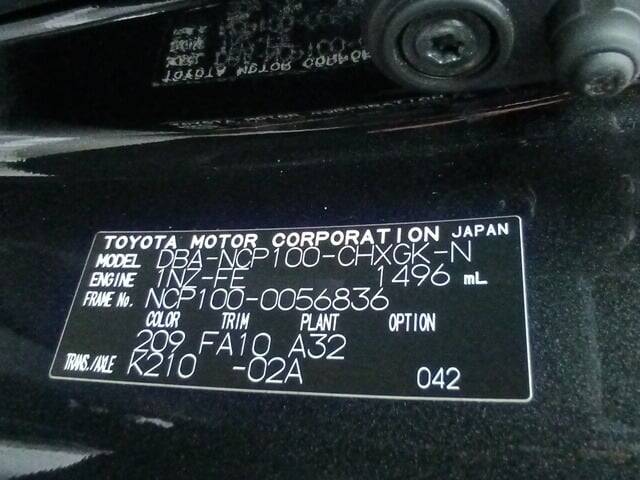 TOYOTA MOTOR CORPORATION JAPAN
MODEL DBA-NCP100-CHXGK-N
ENGINE 1NZ-FE 1496 mL
FRAME No. NCP100-0056836
COLOR TRIM PLANT OPTION
209 FA10 A32
TRANS./AXLE K210 -02A 042